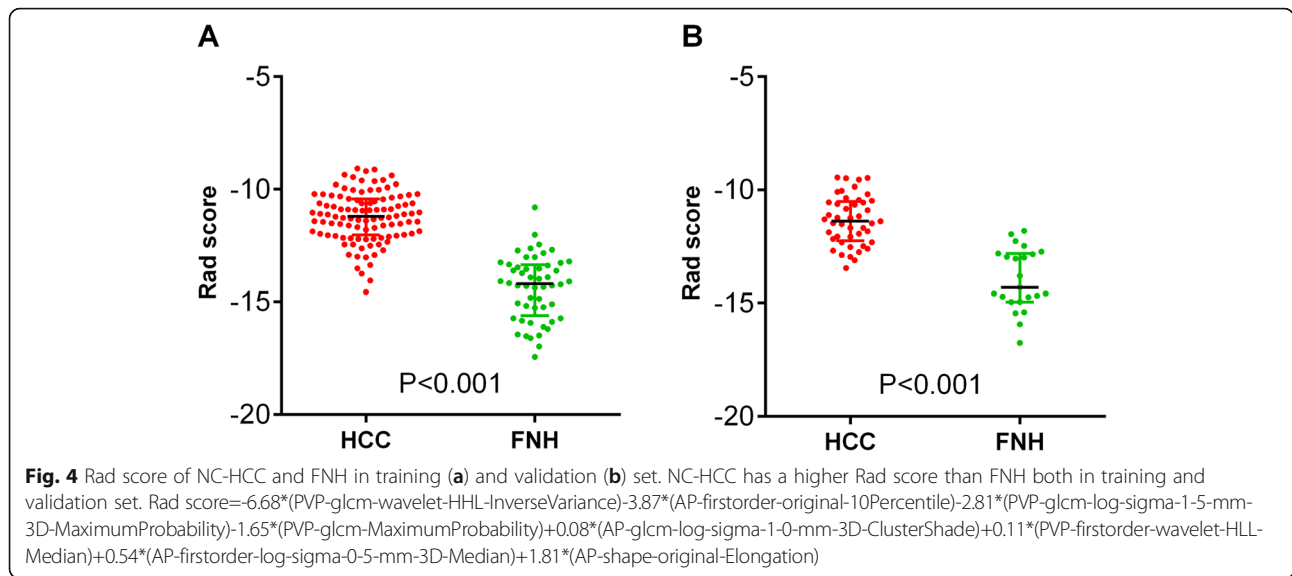 A
B
-5
-10
-15
-20
Rad score
P<0.001
HCC
FNH
-5
-10
-15
-20
Rad score
P<0.001
HCC
FNH
Fig. 4 Rad score of NC-HCC and FNH in training (a) and validation (b) set. NC-HCC has a higher Rad score than FNH both in training and
validation set. Rad score=-6.68*(PVP-glcm-wavelet-HHL-InverseVariance)-3.87*(AP-firstorder-original-10Percentile)-2.81*(PVP-glcm-log-sigma-1-5-mm-
3D-MaximumProbability)-1.65*(PVP-glcm-MaximumProbability)+0.08*(AP-glcm-log-sigma-1-0-mm-3D-ClusterShade)+0.11*(PVP-firstorder-wavelet-HLL-
Median)+0.54*(AP-firstorder-log-sigma-0-5-mm-3D-Median)+1.81*(AP-shape-original-Elongation)